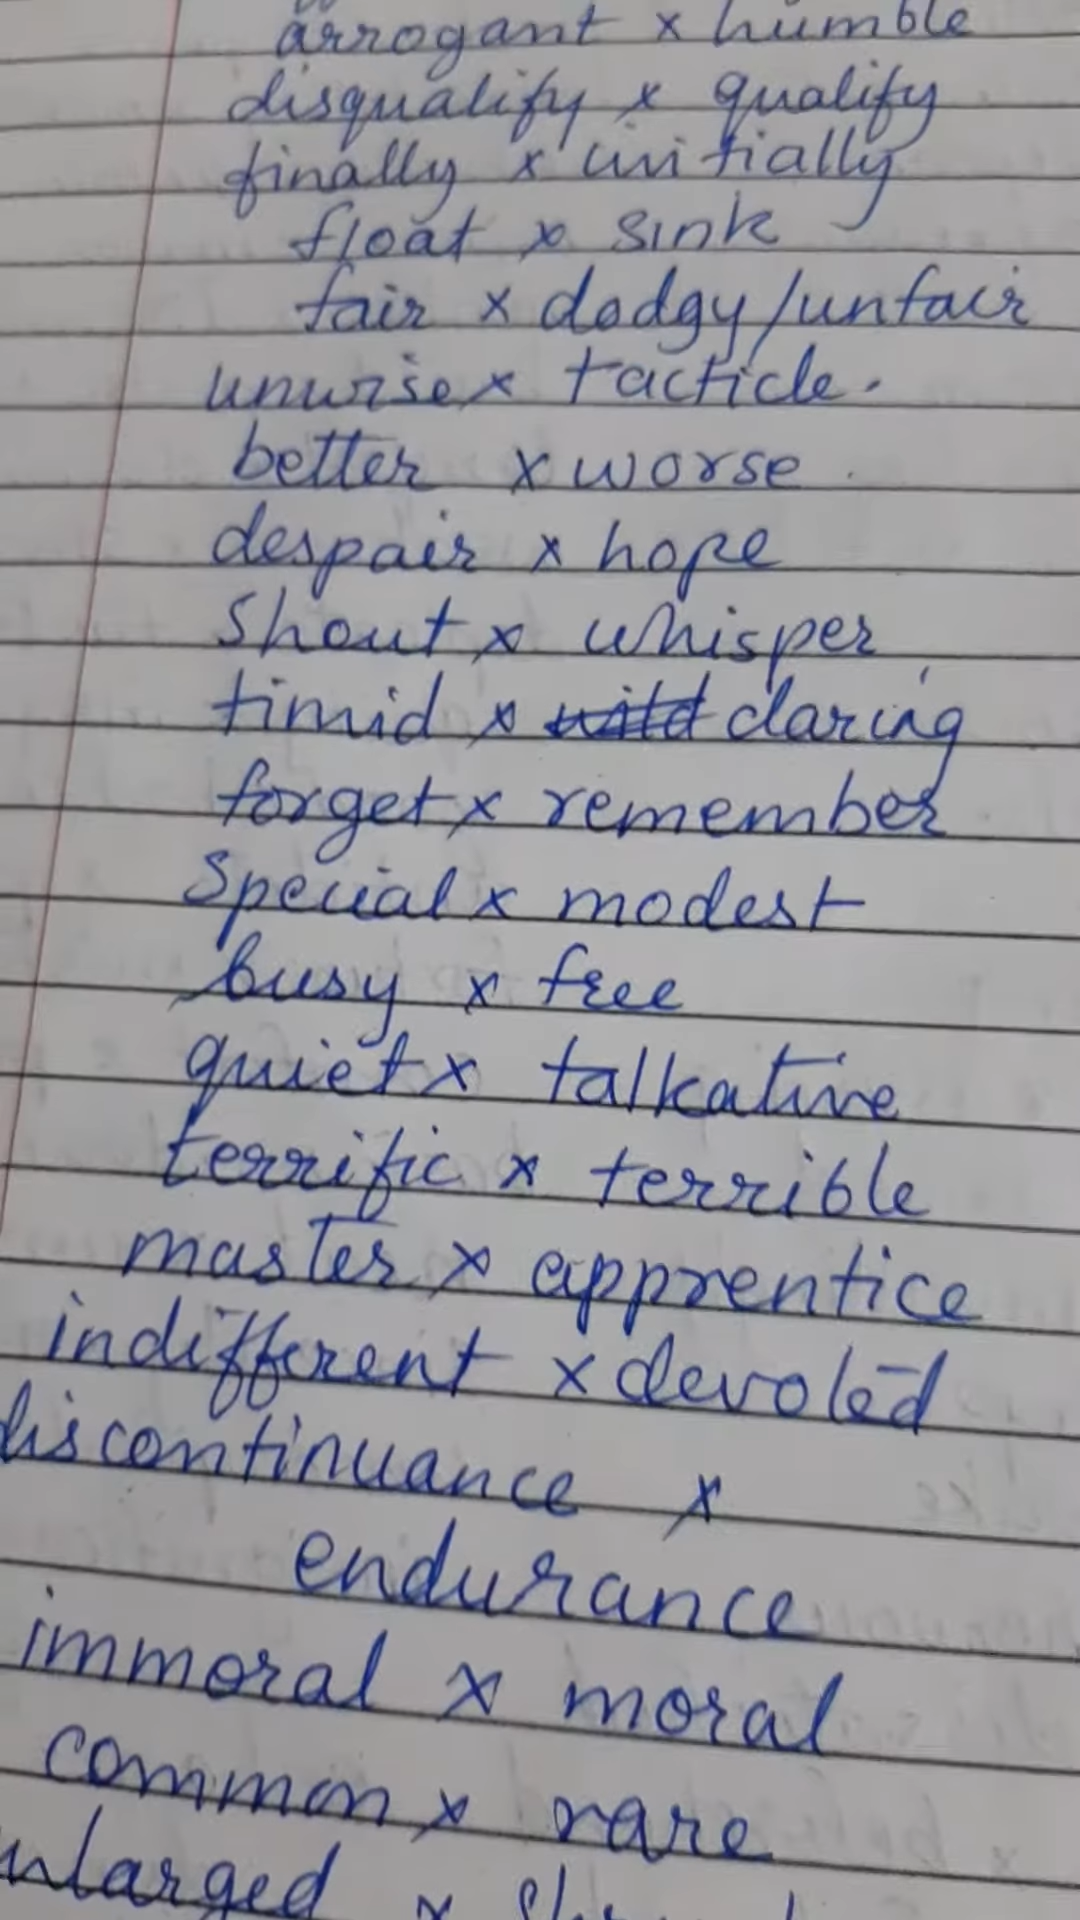 arrogant x humble
disqualify x qualify
finally x initially
float x sink
fair x dodgy/unfair
unwise x tacticle.
better x worse
despair x hope
Shout x whisper
timid x daring
forget x remember
Special x modest
busy x free
quiet x talkative
terrific x terrible
master x apprentice
indifferent x devoted
discontinuance x
endurance
immoral x moral
common x rare
enlarged x